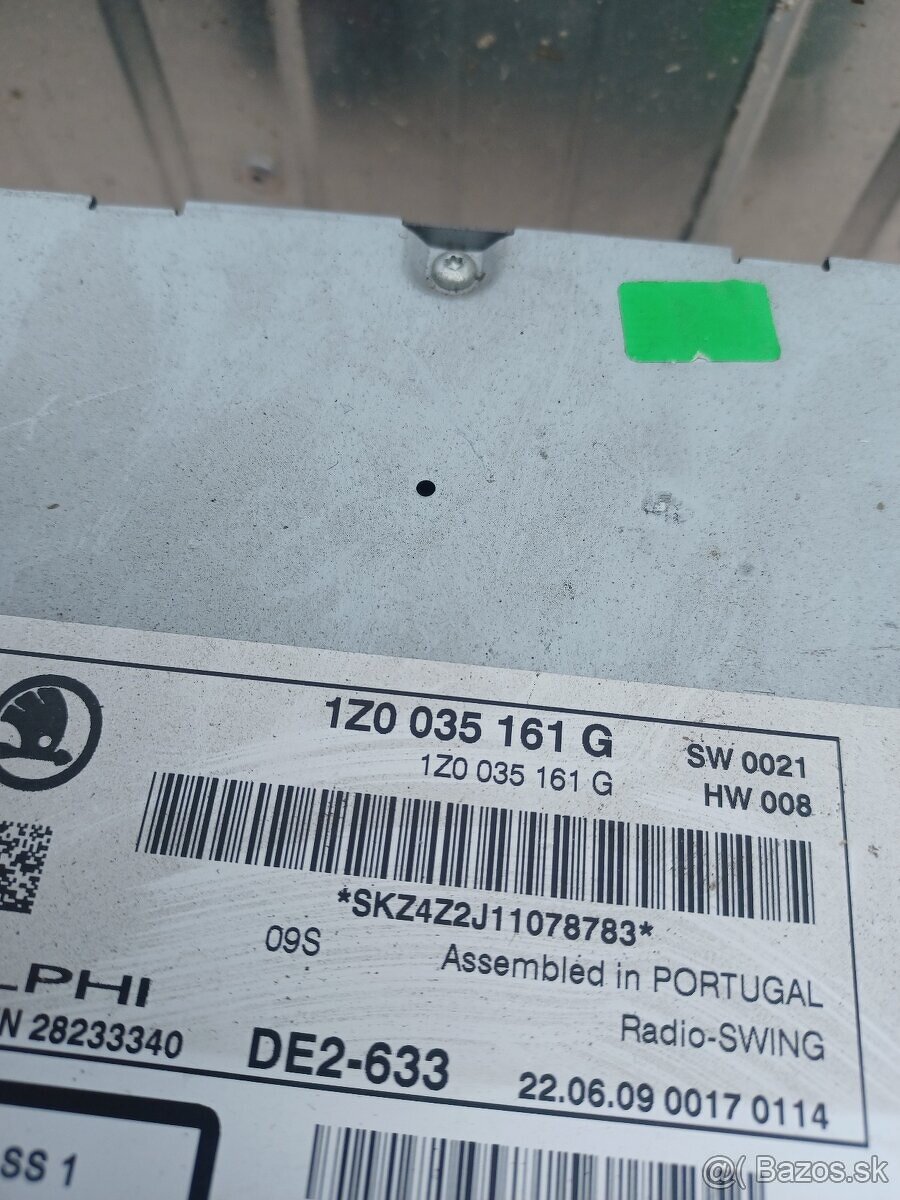 1Z0 035 161 G
SW 0021
1Z0 035 161 G
HW 008
*SKZ4Z2J11078783*
09S
Assembled in PORTUGAL
LPHI
Radio-SWING
N 28233340
DE2-633
22.06.09 0017 0114
SS 1
@( Bazos.sk